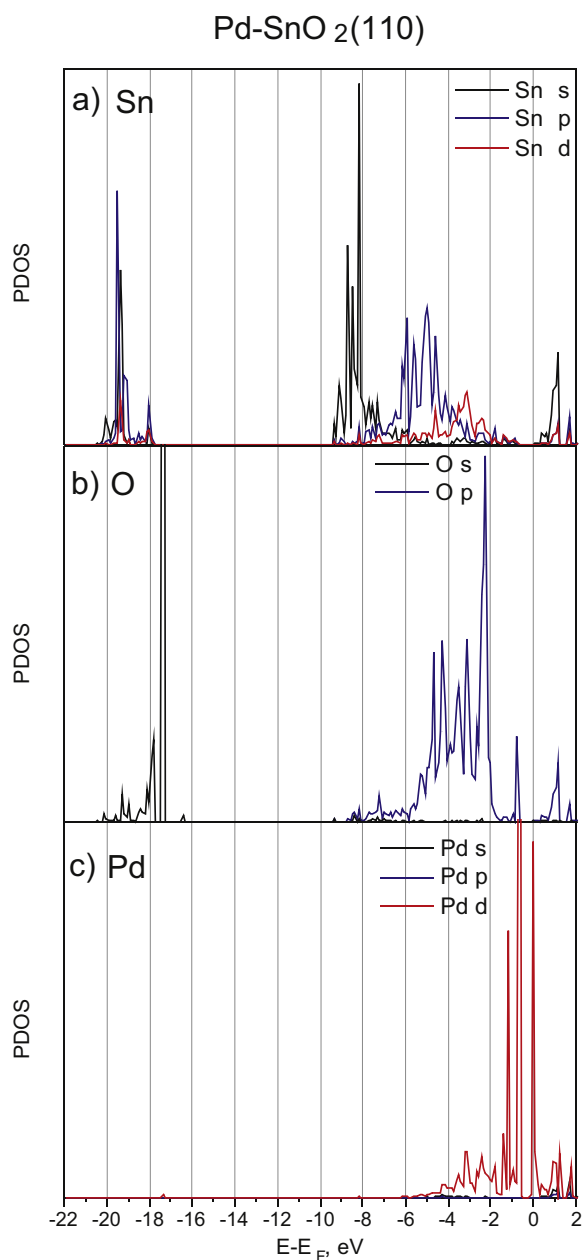 Pd-SnO 2(110)
a) Sn
Sn s
Sn p
Sn d
PDOS
b) O
O s
O p
PDOS
c) Pd
Pd s
Pd p
Pd d
PDOS
-22 -20 -18 -16 -14 -12 -10 -8 -6 -4 -2 0 2
E-E F, eV